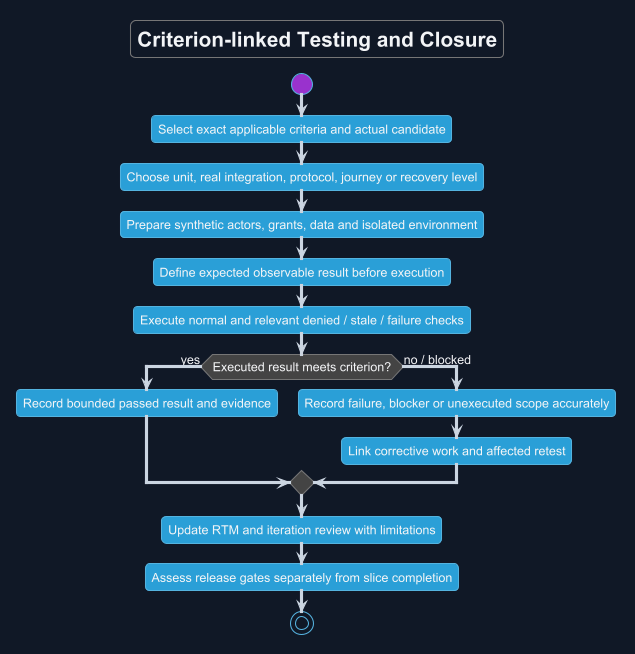 Criterion-linked Testing and Closure
Select exact applicable criteria and actual candidate
Choose unit, real integration, protocol, journey or recovery level
Prepare synthetic actors, grants, data and isolated environment
Define expected observable result before execution
Execute normal and relevant denied / stale / failure checks
yes
Executed result meets criterion?
no / blocked
Record bounded passed result and evidence
Record failure, blocker or unexecuted scope accurately
Link corrective work and affected retest
Update RTM and iteration review with limitations
Assess release gates separately from slice completion